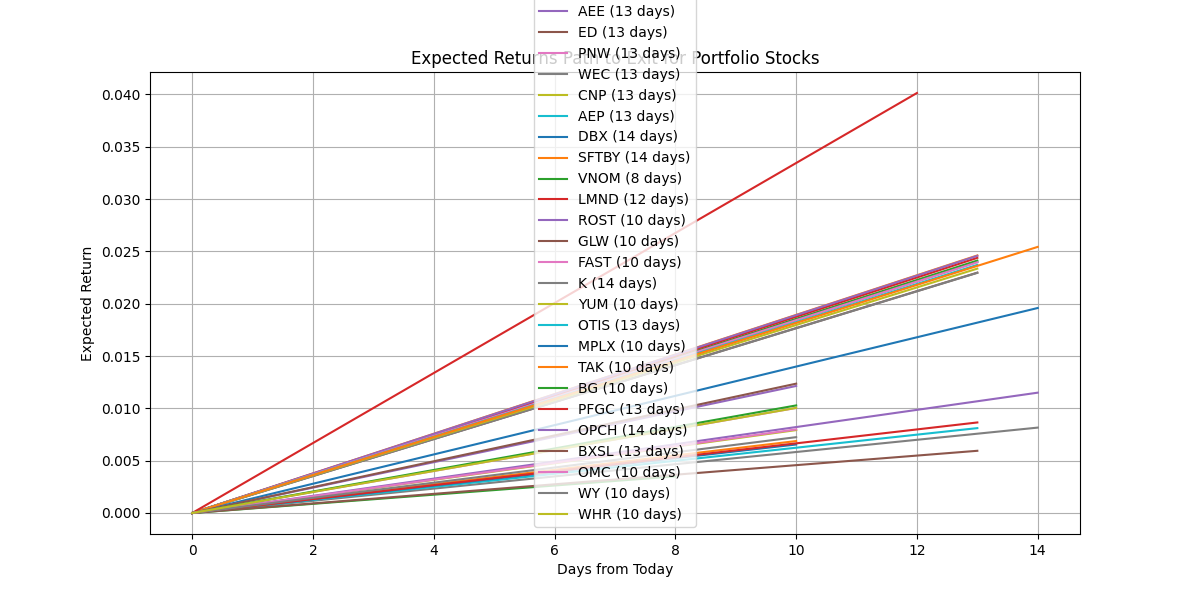 AEE (13 days)
ED (13 days)
PNW (13 days)
Expected Returns Path to Exit for Portfolio Stocks
WEC (13 days)
CNP (13 days)
AEP (13 days)
DBX (14 days)
SFTBY (14 days)
VNOM (8 days)
LMND (12 days)
ROST (10 days)
GLW (10 days)
FAST (10 days)
K (14 days)
YUM (10 days)
OTIS (13 days)
MPLX (10 days)
TAK (10 days)
BG (10 days)
PFGC (13 days)
OPCH (14 days)
BXSL (13 days)
OMC (10 days)
WY (10 days)
WHR (10 days)
0.040
0.035
0.030
0.025
0.020
0.015
0.010
0.005
0.000
Expected Return
0 2 4 6 8 10 12 14
Days from Today